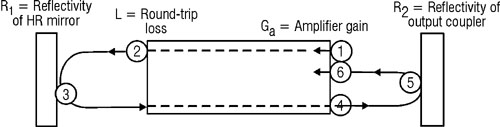 R1 = Reflectivity
of HR mirror
L = Round-trip
loss
Ga = Amplifier gain
R2 = Reflectivity of
output coupler
2
1
6
3
5
4